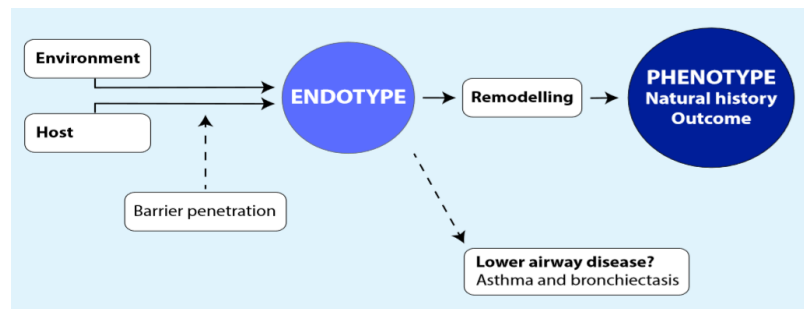 Environment
Host
Barrier penetration
ENDOTYPE
Remodelling
PHENOTYPE
Natural history
Outcome
Lower airway disease?
Asthma and bronchiectasis